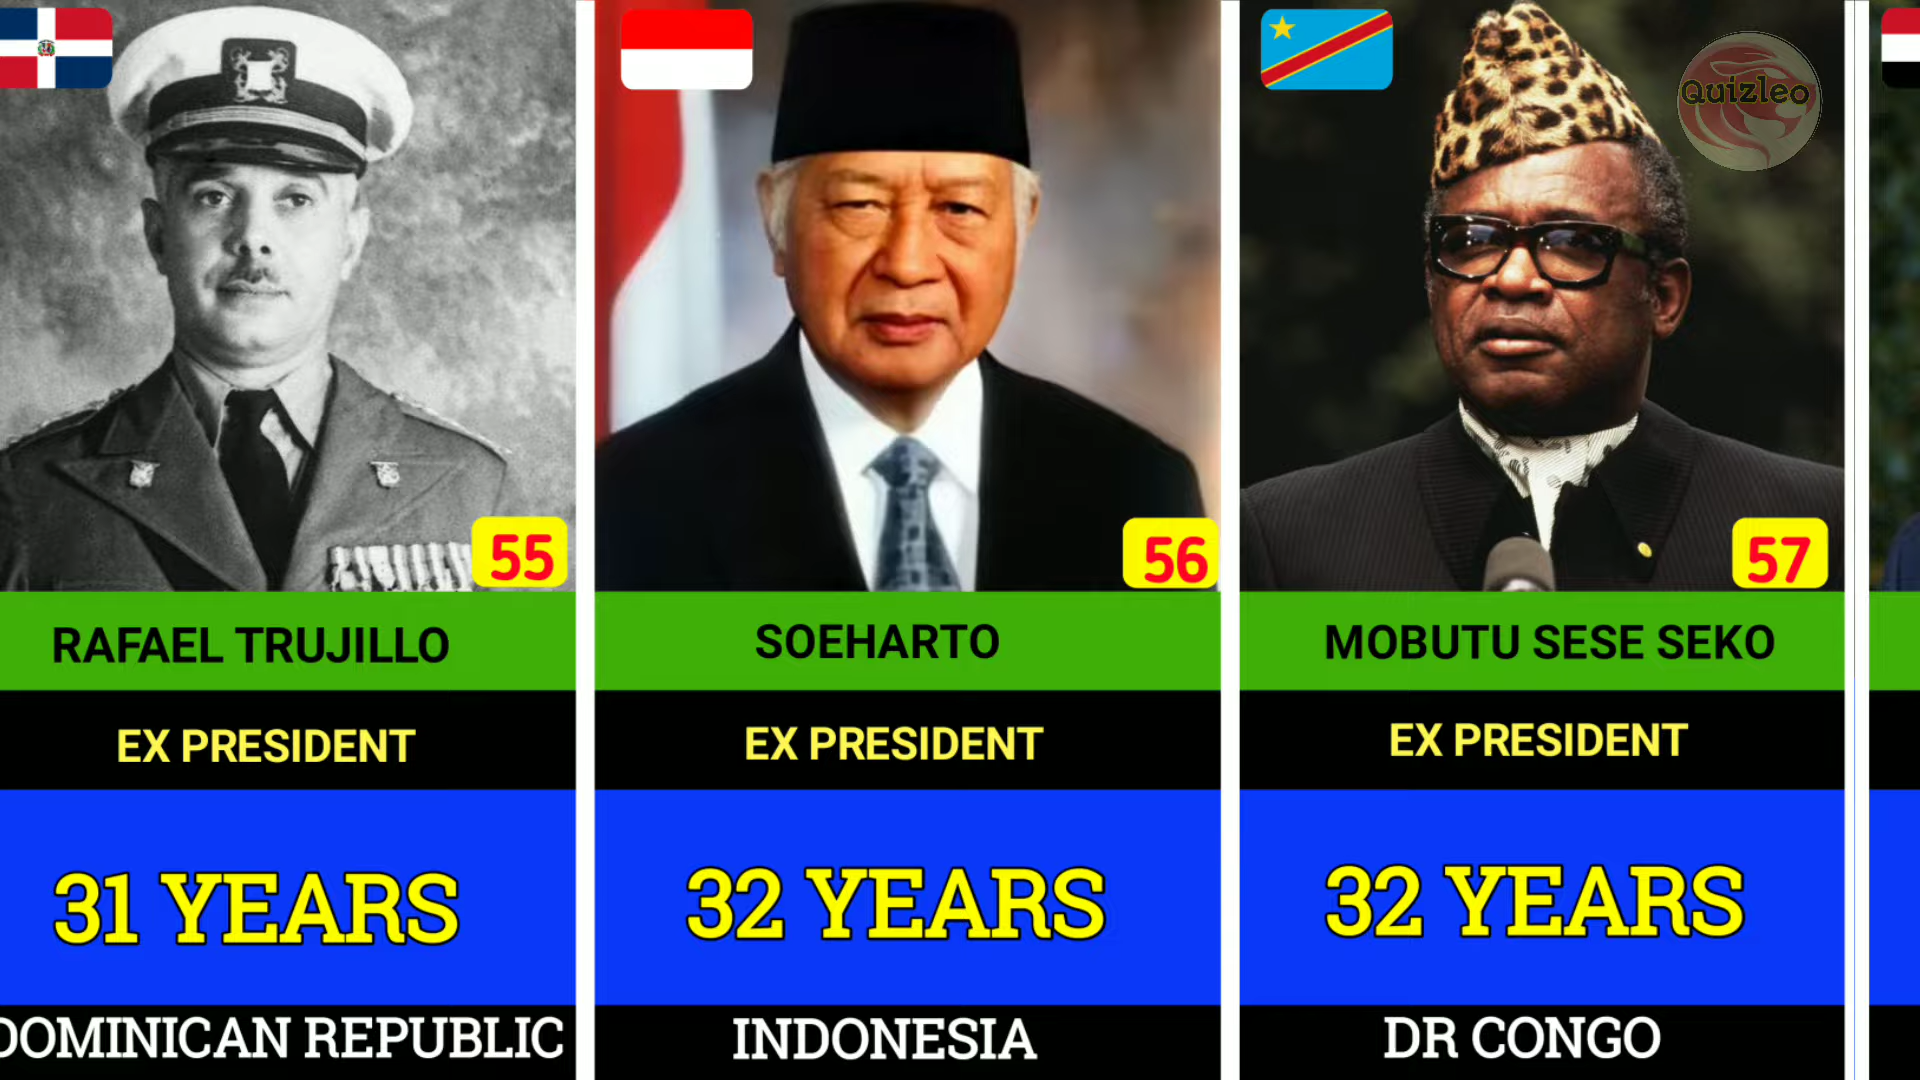 Quizleo
55
RAFAEL TRUJILLO
EX PRESIDENT
31 YEARS
DOMINICAN REPUBLIC
56
SOEHARTO
EX PRESIDENT
32 YEARS
INDONESIA
57
MOBUTU SESE SEKO
EX PRESIDENT
32 YEARS
DR CONGO